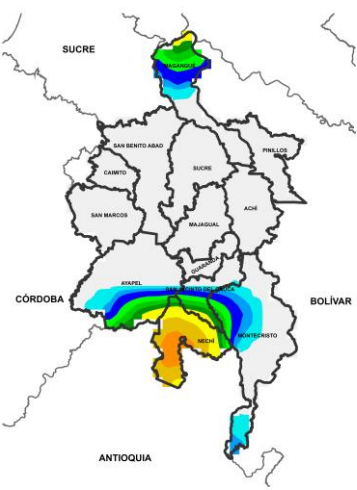 SUCRE
MAGANGUÉ
SAN BENITO ABAD
PINILLOS
CAIMITO
SUCRE
SAN MARCOS
ACHÍ
MAJAGUAL
GUARANDA
AYAPEL
SAN JACINTO DEL CAUCA
CÓRDOBA
BOLÍVAR
MONTECRISTO
NECHÍ
ANTIOQUIA